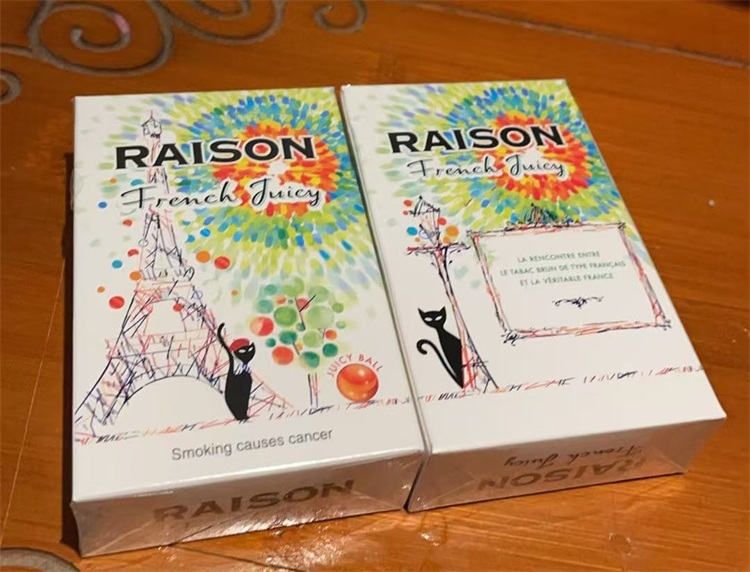 RAISON
French Juicy
JUICY BALL
Smoking causes cancer
RAISON
RAISON
French Juicy
LA RENCONTRE ENTRE
LE TABAC BRUN DE TYPE FRANÇAIS
ET LA VÉRITABLE FRANCE
RAISON
French Juicy